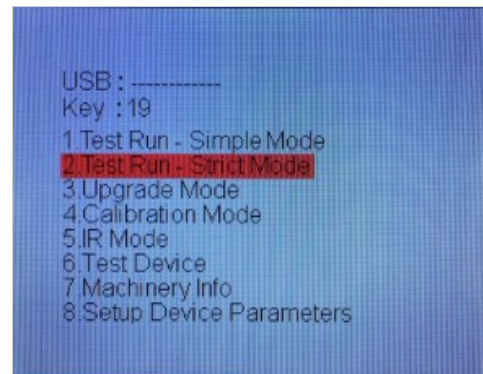 USB : ------------
Key : 19
1.Test Run - Simple Mode
2.Test Run - Strict Mode
3.Upgrade Mode
4.Calibration Mode
5.IR Mode
6.Test Device
7.Machinery Info
8.Setup Device Parameters